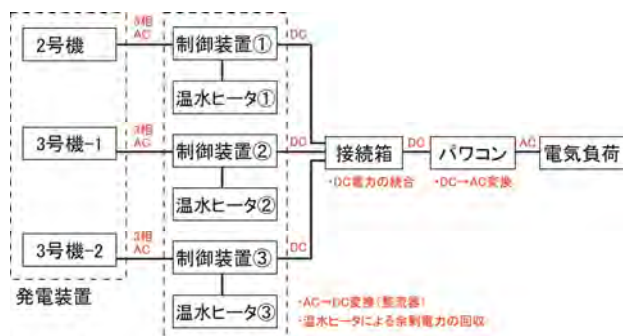 3相
AC
2号機
制御装置①
DC
温水ヒータ①
3相
AC
3号機-1
制御装置②
DC
接続箱
DC
パワコン
AC
電気負荷
・DC電力の統合
・DC→AC変換
温水ヒータ②
3相
AC
3号機-2
制御装置③
DC
発電装置
温水ヒータ③
・AC→DC変換(整流器)
・温水ヒータによる余剰電力の回収